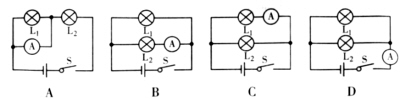 L₁ L₂ A S A
L₁ L₂ A S B
L₁ A L₂ S C
L₁ L₂ A S D